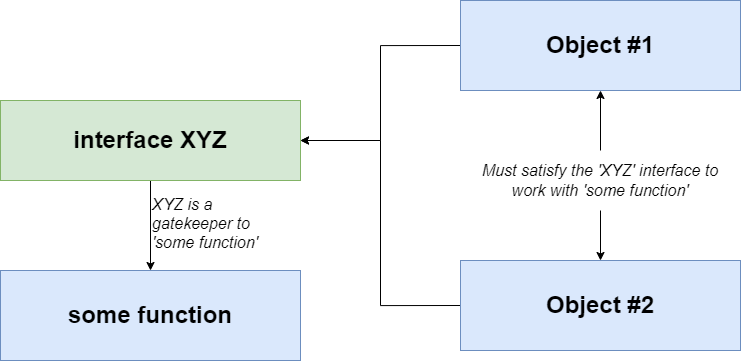 Object #1
interface XYZ
Must satisfy the 'XYZ' interface to
work with 'some function'
XYZ is a
gatekeeper to
'some function'
some function
Object #2